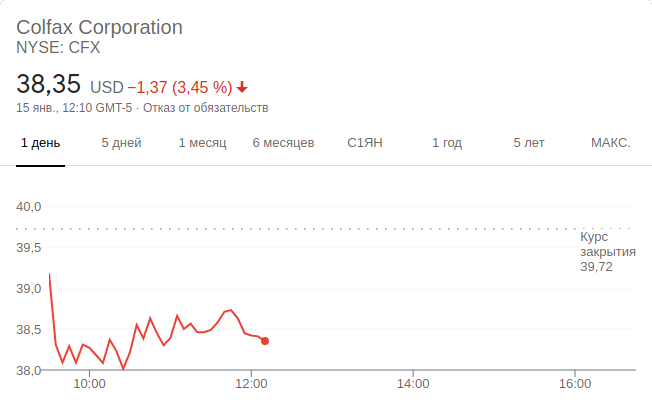 Colfax Corporation
NYSE: CFX
38,35 USD −1,37 (3,45 %)
15 янв., 12:10 GMT-5 · Отказ от обязательств
1 день 5 дней 1 месяц 6 месяцев С1ЯН 1 год 5 лет МАКС.
40,0
Курс
закрытия
39,72
39,5
39,0
38,5
38,0
10:00 12:00 14:00 16:00